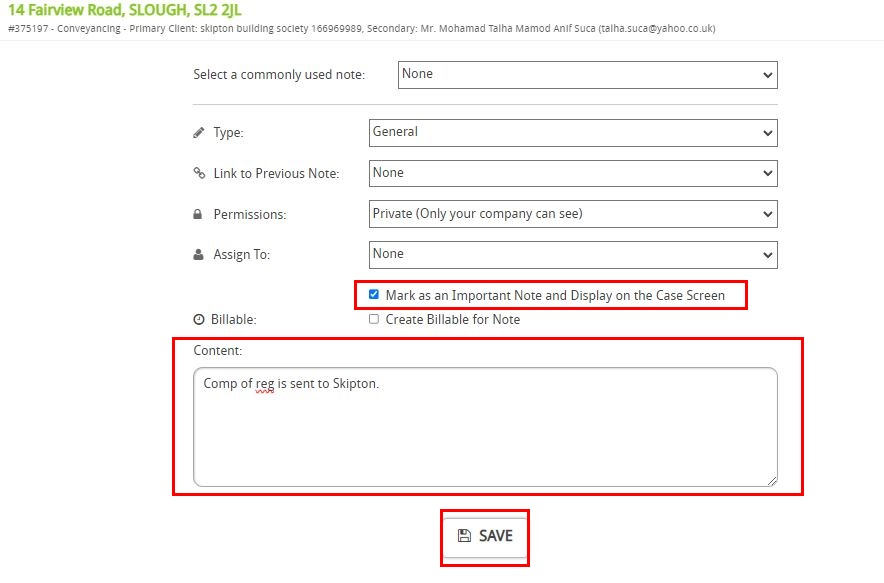 14 Fairview Road, SLOUGH, SL2 2JL
#375197 - Conveyancing - Primary Client: skipton building society 166969989, Secondary: Mr. Mohamad Talha Mamod Anif Suca (talha.suca@yahoo.co.uk)
Select a commonly used note: None
Type: General
Link to Previous Note: None
Permissions: Private (Only your company can see)
Assign To: None
Mark as an Important Note and Display on the Case Screen
Billable: Create Billable for Note
Content:
Comp of reg is sent to Skipton.
SAVE